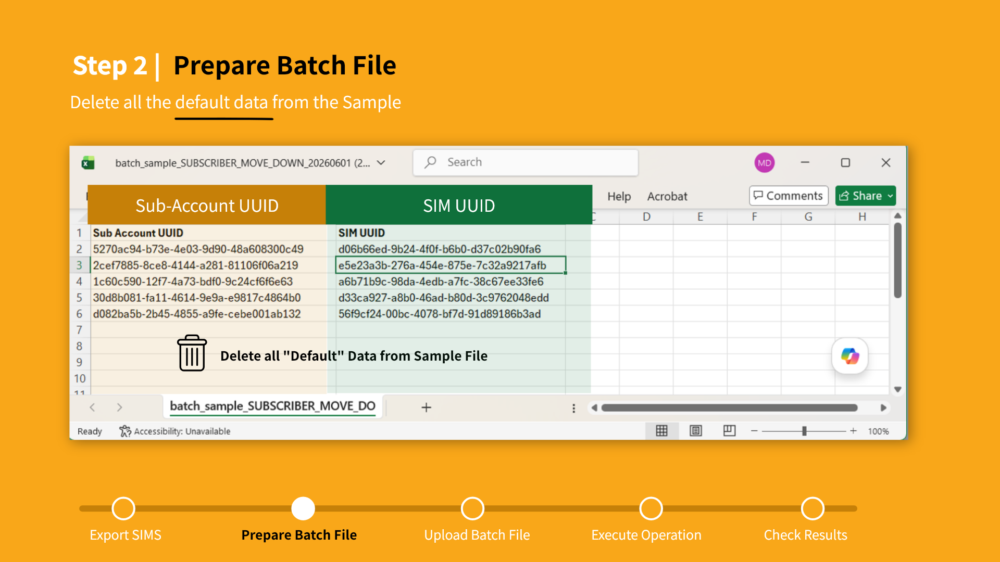 Step 2 | Prepare Batch File
Delete all the default data from the Sample
batch_sample_SUBSCRIBER_MOVE_DOWN_20260601 (2...
Search
MD
Sub-Account UUID
SIM UUID
Help
Acrobat
Comments
Share
C D E F G H
1 Sub Account UUID SIM UUID
2 5270ac94-b73e-4e03-9d90-48a608300c49 d06b66ed-9b24-4f0f-b6b0-d37c02b90fa6
3 2cef7885-8ce8-4144-a281-81106f06a219 e5e23a3b-276a-454e-875e-7c32a9217afb
4 1c60c590-12f7-4a73-bdf0-9c24cf6f6e63 a6b71b9c-98da-4edb-a7fc-38c67ee33fe6
5 30d8b081-fa11-4614-9e9a-e9817c4864b0 d33ca927-a8b0-46ad-b80d-3c9762048edd
6 d082ba5b-2b45-4855-a9fe-cebe001ab132 56f9cf24-00bc-4078-bf7d-91d89186b3ad
7
8
Delete all "Default" Data from Sample File
9
10
11
batch_sample_SUBSCRIBER_MOVE_DO
Ready
Accessibility: Unavailable
100%
Export SIMS
Prepare Batch File
Upload Batch File
Execute Operation
Check Results